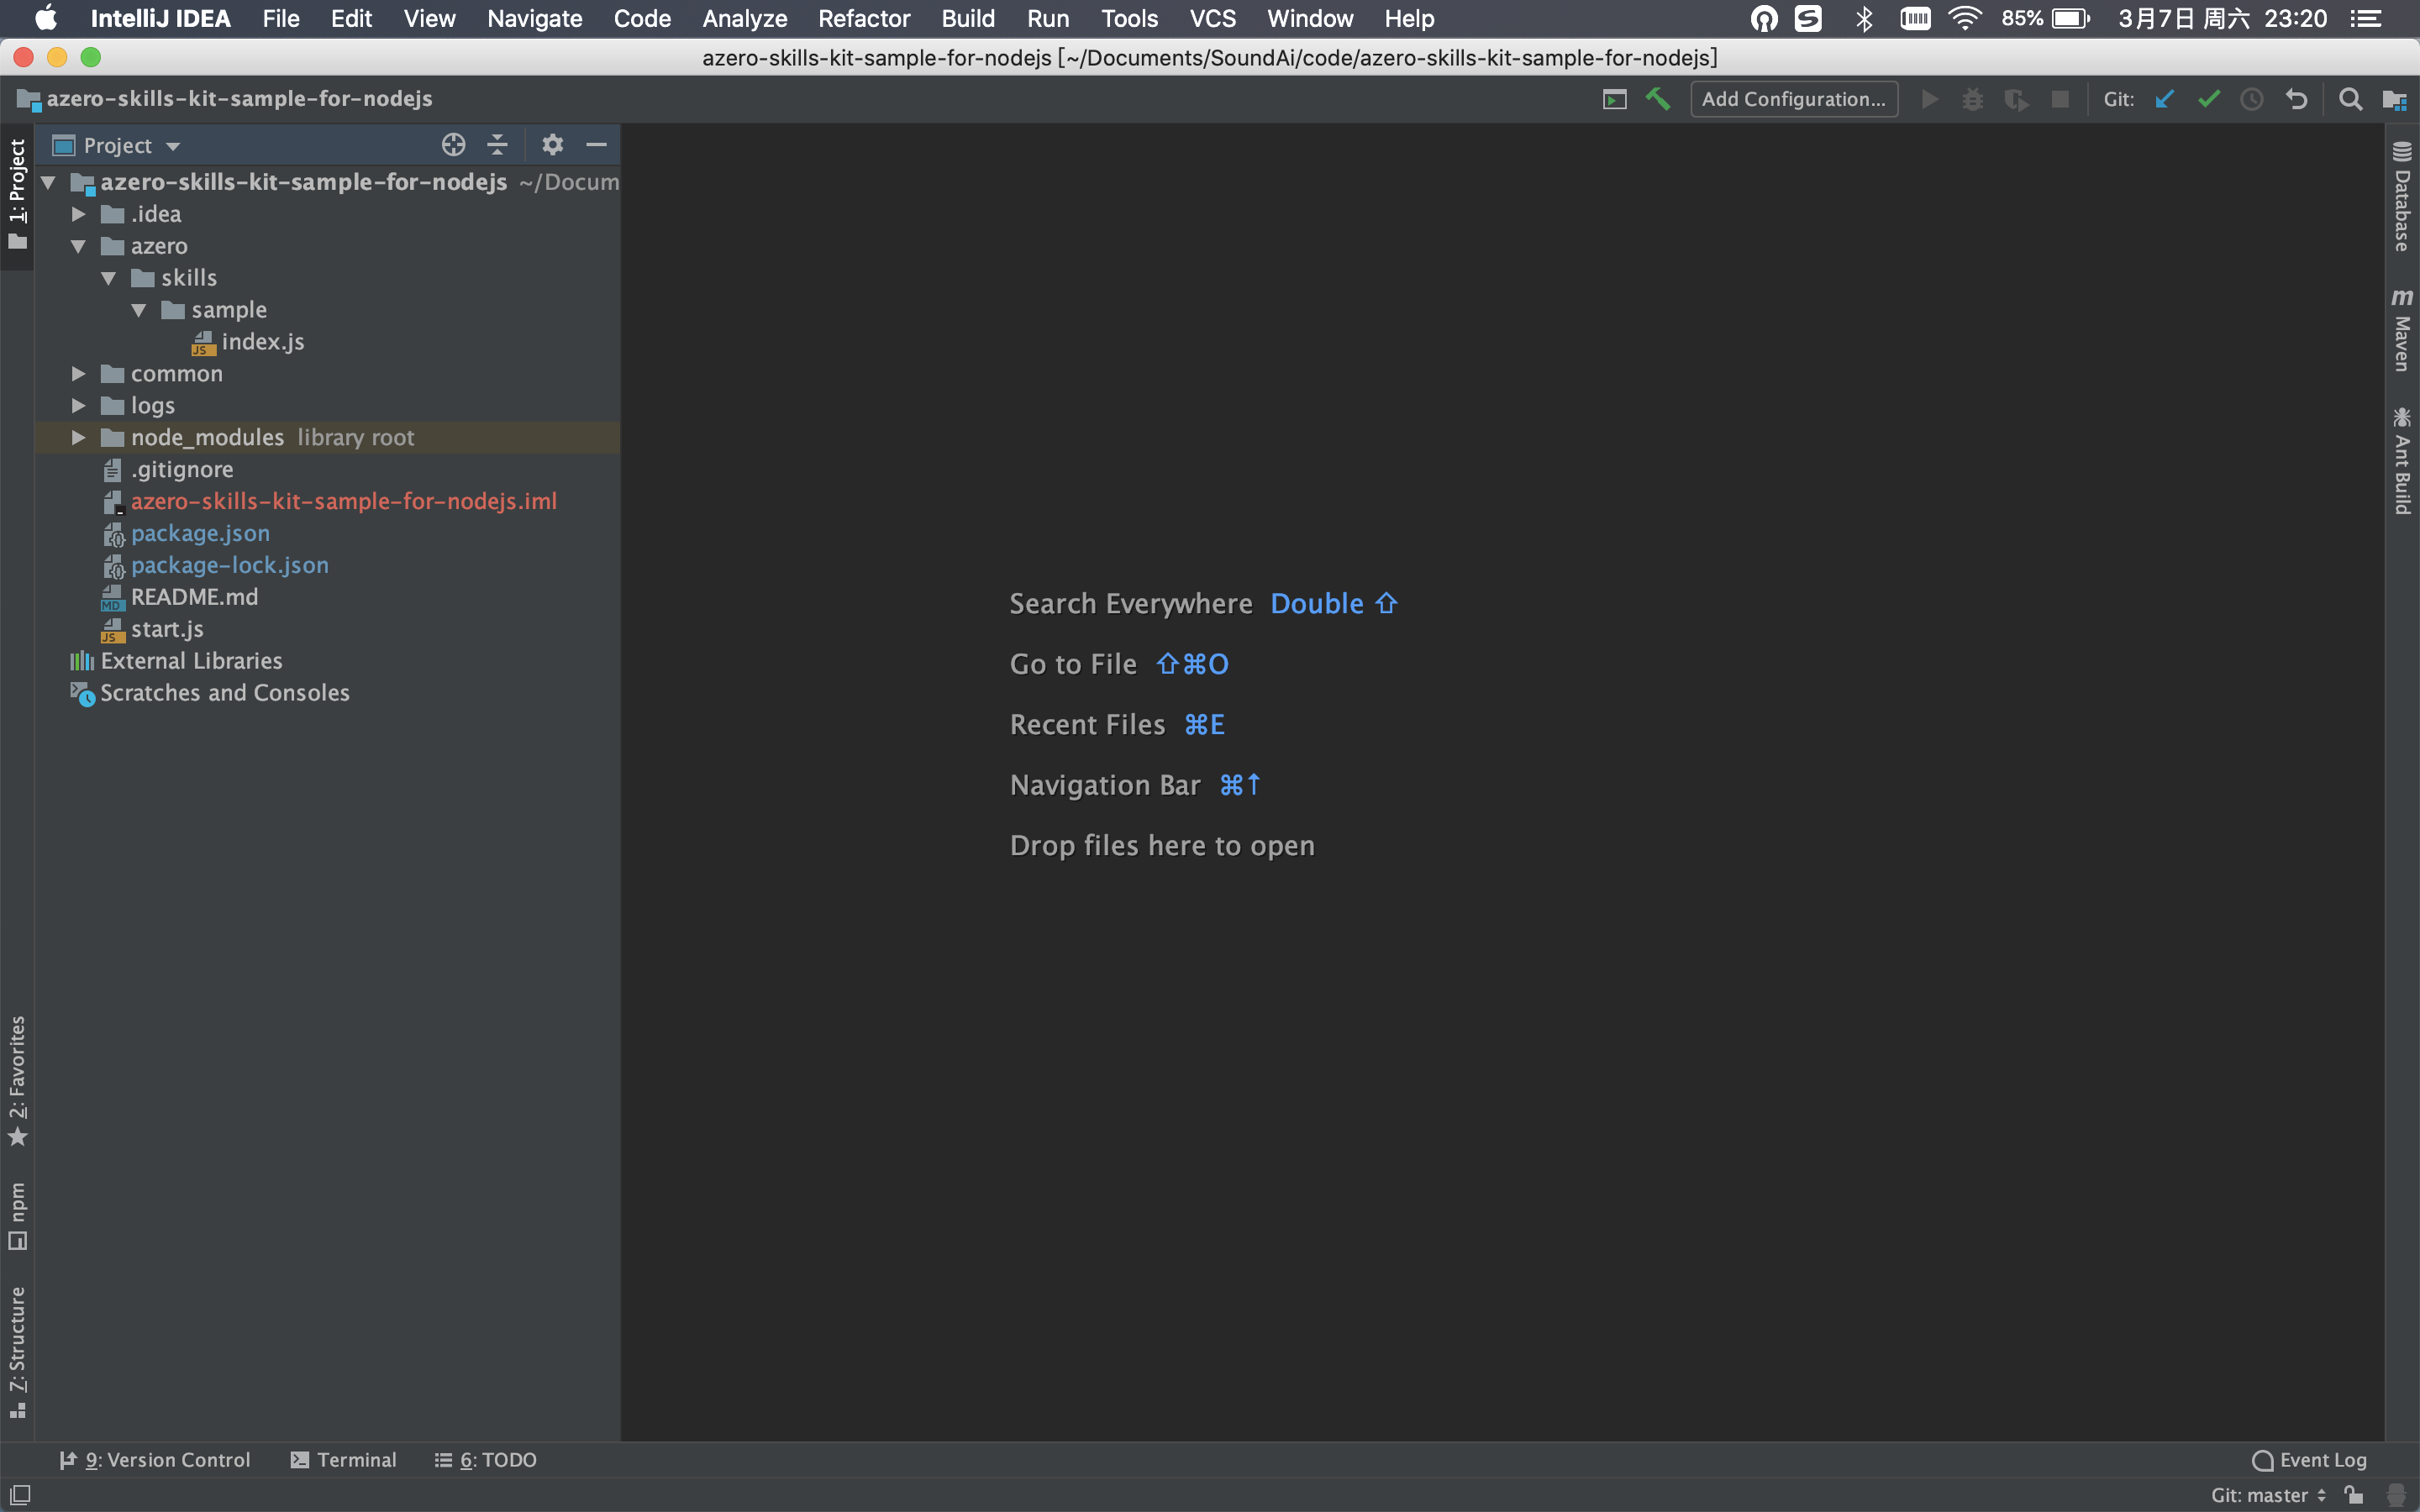 IntelliJ IDEA File Edit View Navigate Code Analyze Refactor Build Run Tools VCS Window Help 85% 3月7日 周六 23:20
azero-skills-kit-sample-for-nodejs [~/Documents/SoundAi/code/azero-skills-kit-sample-for-nodejs]
azero-skills-kit-sample-for-nodejs Add Configuration... Git:
1: Project
Project
azero-skills-kit-sample-for-nodejs ~/Docum
.idea
azero
skills
sample
index.js
common
logs
node_modules library root
.gitignore
azero-skills-kit-sample-for-nodejs.iml
package.json
package-lock.json
README.md
start.js
External Libraries
Scratches and Consoles
Search Everywhere Double ⇧
Go to File ⇧⌘O
Recent Files ⌘E
Navigation Bar ⌘↑
Drop files here to open
Database
Maven
Ant Build
2: Favorites
npm
7: Structure
9: Version Control Terminal 6: TODO Event Log
Git: master